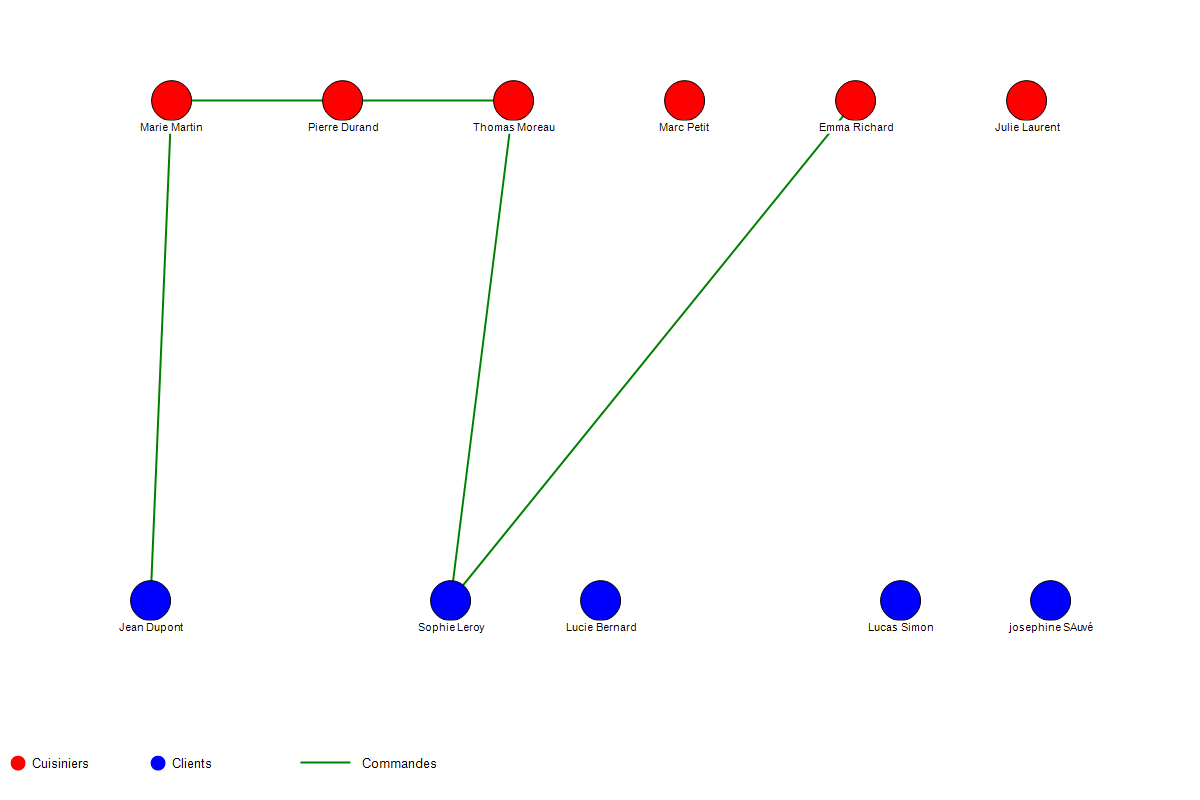 Marie Martin
Pierre Durand
Thomas Moreau
Marc Petit
Emma Richard
Julie Laurent
Jean Dupont
Sophie Leroy
Lucie Bernard
Lucas Simon
josephine SAuvé
Cuisiniers
Clients
Commandes